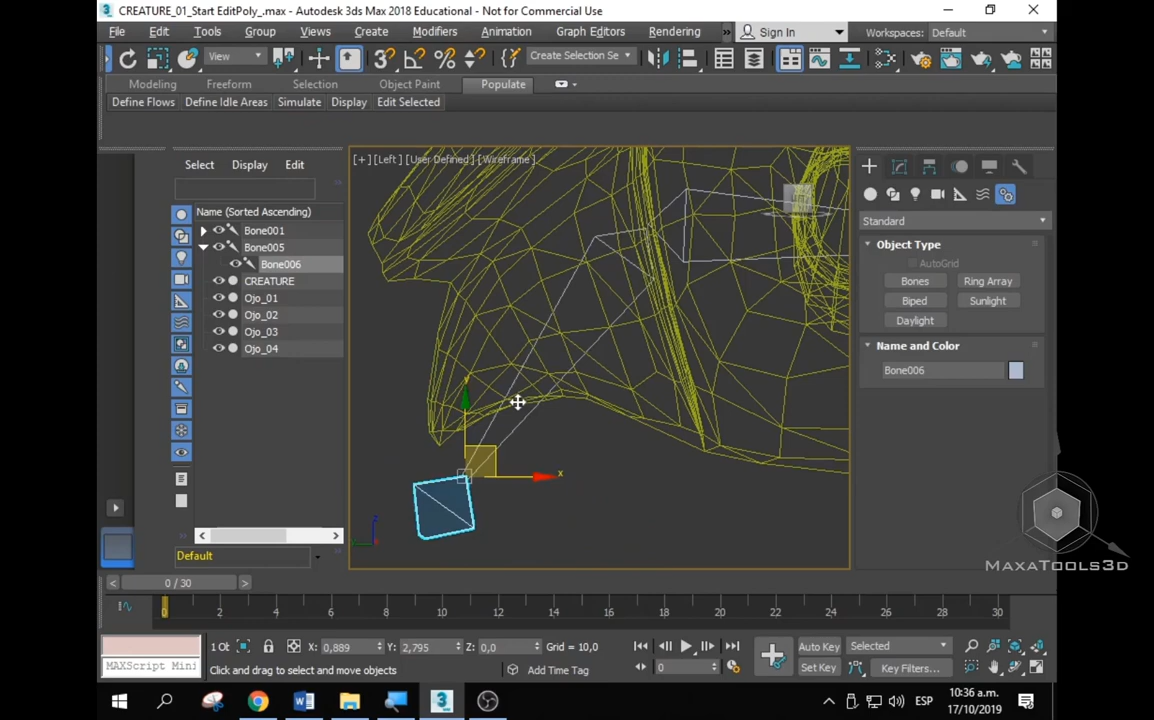 CREATURE_01_Start EditPoly_.max - Autodesk 3ds Max 2018 Educational - Not for Commercial Use
File Edit Tools Group Views Create Modifiers Animation Graph Editors Rendering » Sign In Workspaces: Default
View Create Selection Se
Modeling Freeform Selection Object Paint Populate
Define Flows Define Idle Areas Simulate Display Edit Selected
Select Display Edit
[+] [Left] [User Defined] [Wireframe]
Name (Sorted Ascending)
Bone001
Bone005
Bone006
CREATURE
Ojo_01
Ojo_02
Ojo_03
Ojo_04
Default
Standard
Object Type
AutoGrid
Bones Ring Array
Biped Sunlight
Daylight
Name and Color
Bone006
y
x
z
MAXATOOLS3D
0 / 30
0 2 4 6 8 10 12 14 16 18 20 22 24 26 28 30
1 Ob X: 0,889 Y: 2,795 Z: 0,0 Grid = 10,0
Auto Key Selected
MAXScript Mini Click and drag to select and move objects Add Time Tag
0 Set Key Key Filters...
ESP
10:36 a.m.
17/10/2019